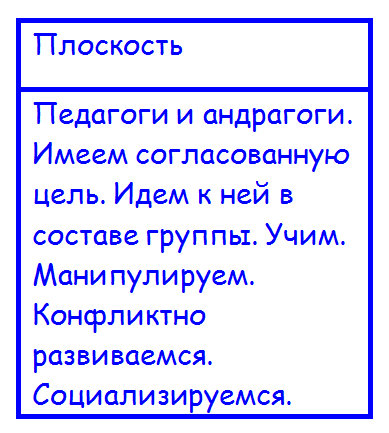 Плоскость
Педагоги и андрагоги.
Имеем согласованную
цель. Идем к ней в
составе группы. Учим.
Манипулируем.
Конфликтно
развиваемся.
Социализируемся.